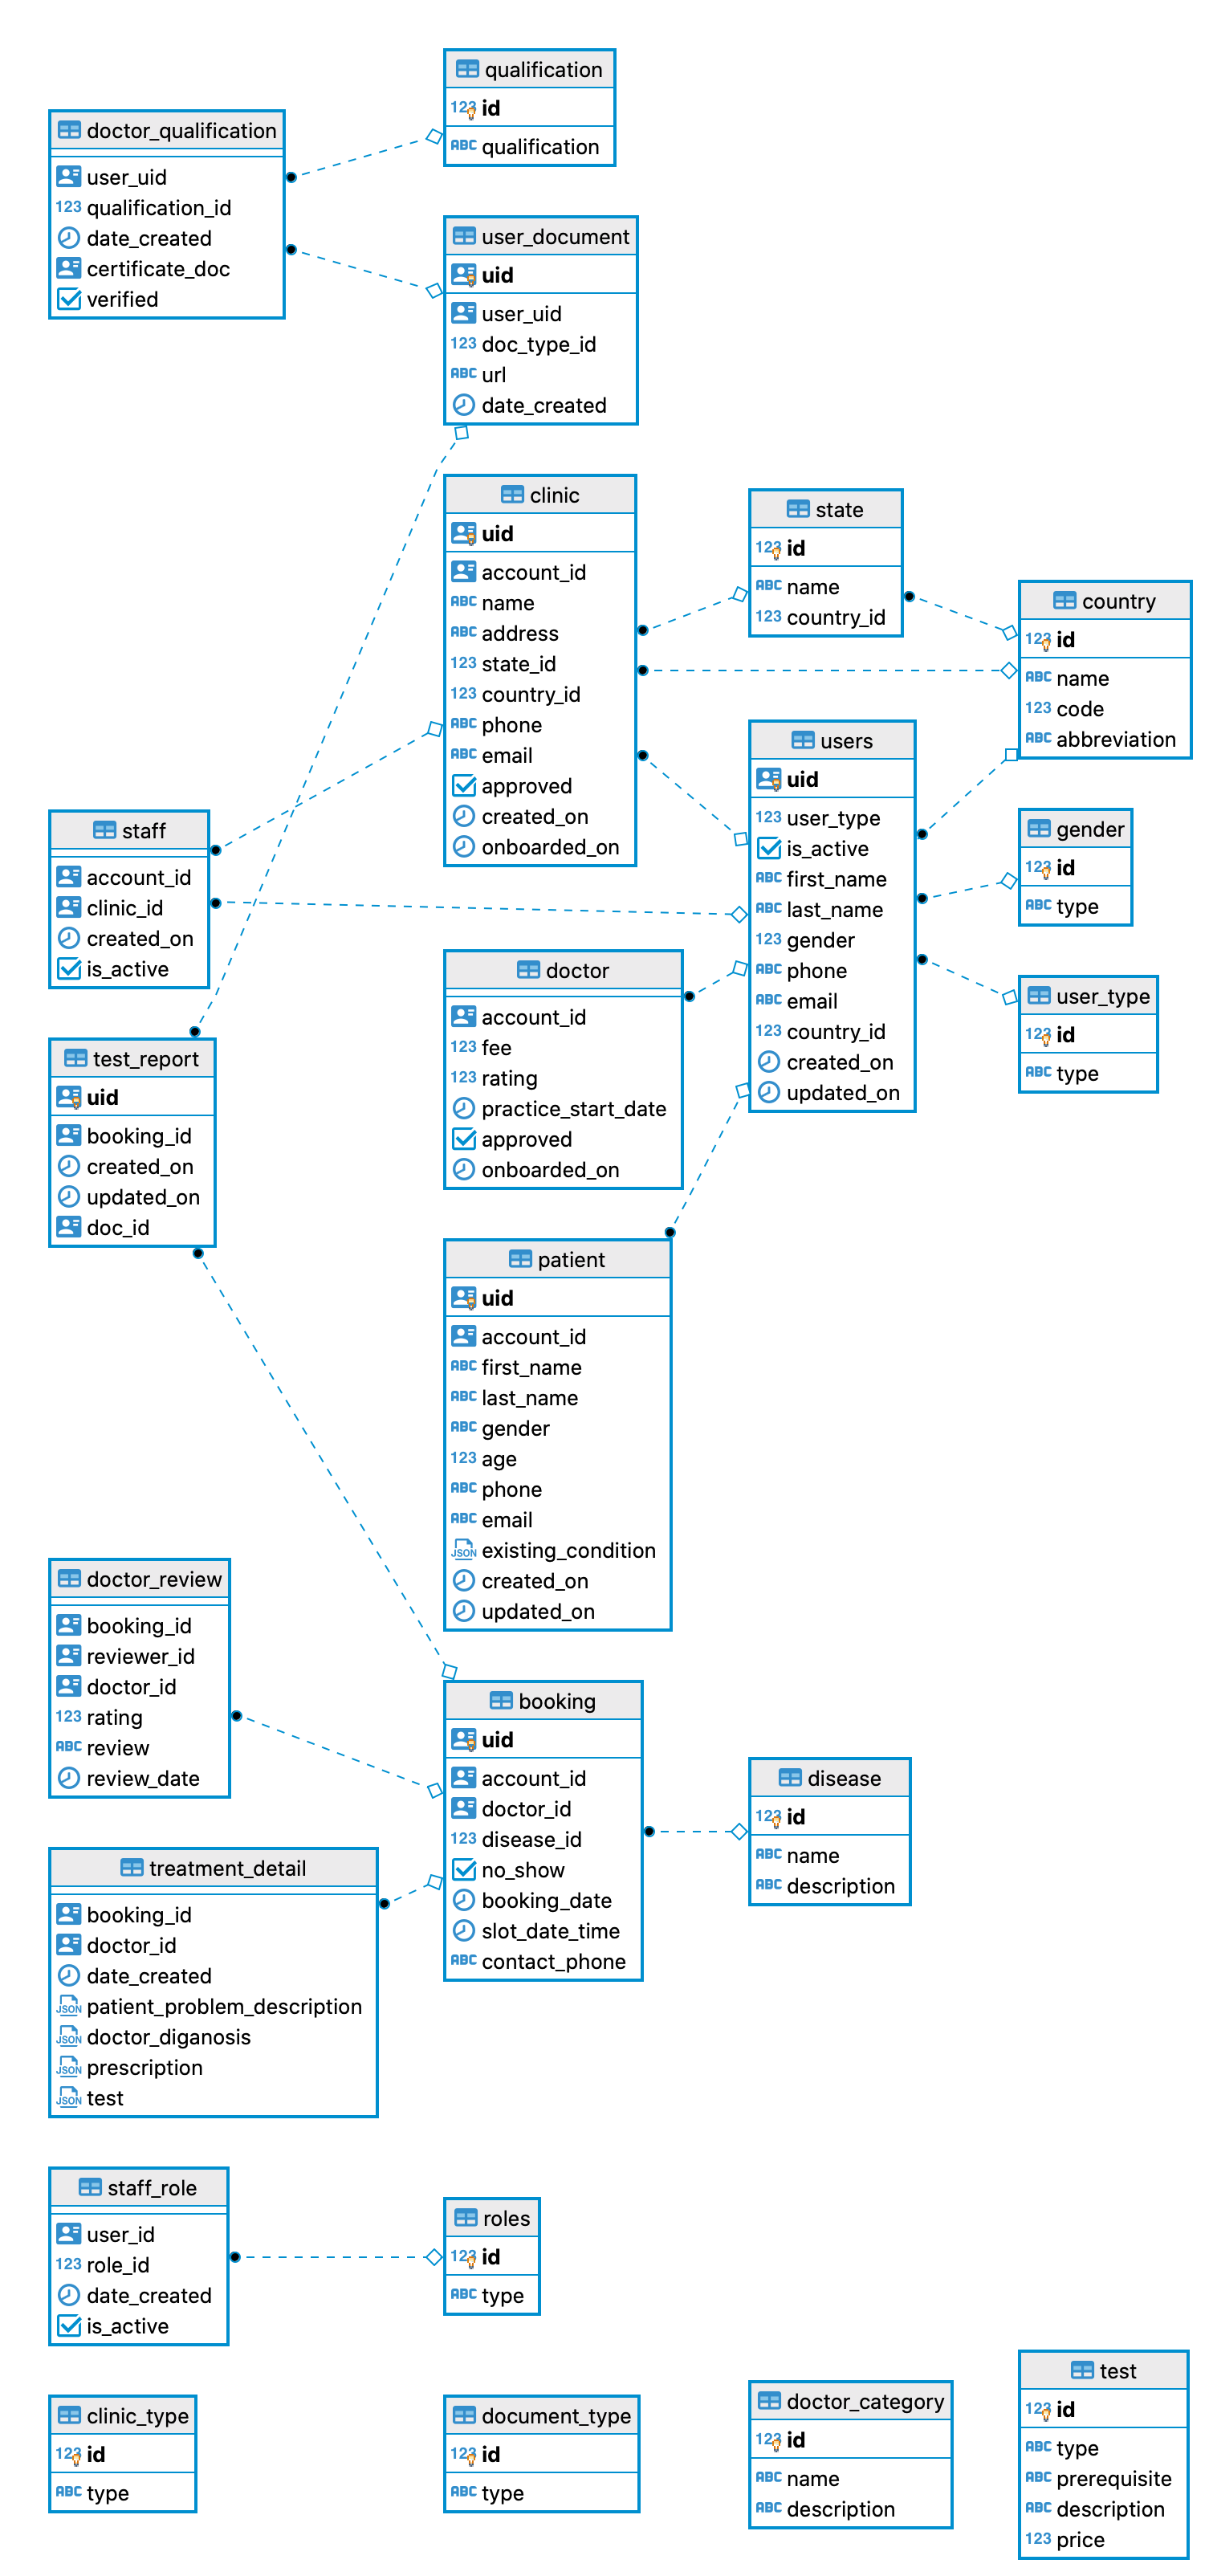 qualification
123 id
ABC qualification
doctor_qualification
user_uid
123 qualification_id
date_created
certificate_doc
verified
user_document
uid
user_uid
123 doc_type_id
ABC url
date_created
clinic
uid
account_id
ABC name
ABC address
123 state_id
123 country_id
ABC phone
ABC email
approved
created_on
onboarded_on
state
123 id
ABC name
123 country_id
country
123 id
ABC name
123 code
ABC abbreviation
users
uid
123 user_type
is_active
ABC first_name
ABC last_name
123 gender
ABC phone
ABC email
123 country_id
created_on
updated_on
gender
123 id
ABC type
user_type
123 id
ABC type
staff
account_id
clinic_id
created_on
is_active
doctor
account_id
123 fee
123 rating
practice_start_date
approved
onboarded_on
test_report
uid
booking_id
created_on
updated_on
doc_id
patient
uid
account_id
ABC first_name
ABC last_name
ABC gender
123 age
ABC phone
ABC email
JSON existing_condition
created_on
updated_on
doctor_review
booking_id
reviewer_id
doctor_id
123 rating
ABC review
review_date
booking
uid
account_id
doctor_id
123 disease_id
no_show
booking_date
slot_date_time
ABC contact_phone
disease
123 id
ABC name
ABC description
treatment_detail
booking_id
doctor_id
date_created
JSON patient_problem_description
JSON doctor_diganosis
JSON prescription
JSON test
staff_role
user_id
123 role_id
date_created
is_active
roles
123 id
ABC type
clinic_type
123 id
ABC type
document_type
123 id
ABC type
doctor_category
123 id
ABC name
ABC description
test
123 id
ABC type
ABC prerequisite
ABC description
123 price